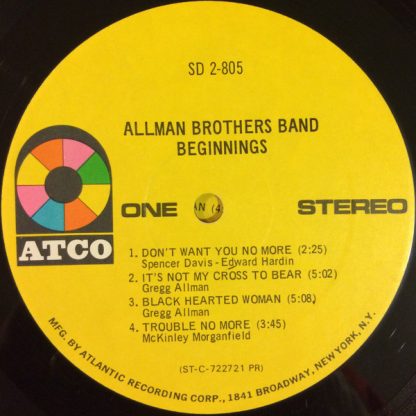 SD 2-805
ALLMAN BROTHERS BAND
BEGINNINGS
ONE
AN (4
STEREO
ATCO
1. DON'T WANT YOU NO MORE (2:25)
Spencer Davis - Edward Hardin
2. IT'S NOT MY CROSS TO BEAR (5:02)
Gregg Allman
3. BLACK HEARTED WOMAN (5:08)
Gregg Allman
4. TROUBLE NO MORE (3:45)
McKinley Morganfield
(ST-C-722721 PR)
MFG. BY ATLANTIC RECORDING CORP., 1841 BROADWAY, NEW YORK, N.Y.